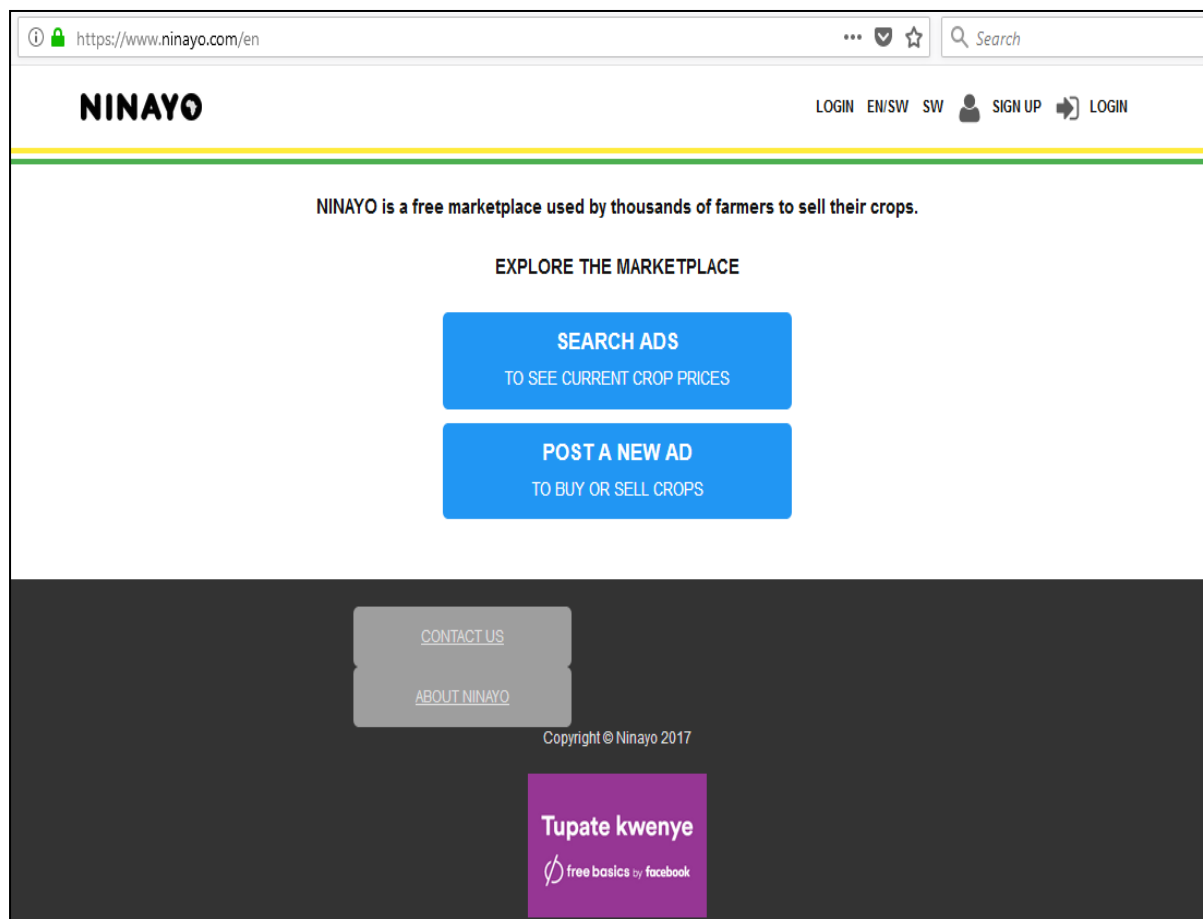 https://www.ninayo.com/en
Search
NINAYO
LOGIN EN/SW SW SIGN UP LOGIN
NINAYO is a free marketplace used by thousands of farmers to sell their crops.
EXPLORE THE MARKETPLACE
SEARCH ADS
TO SEE CURRENT CROP PRICES
POST A NEW AD
TO BUY OR SELL CROPS
CONTACT US
ABOUT NINAYO
Copyright © Ninayo 2017
Tupate kwenye
free basics by facebook